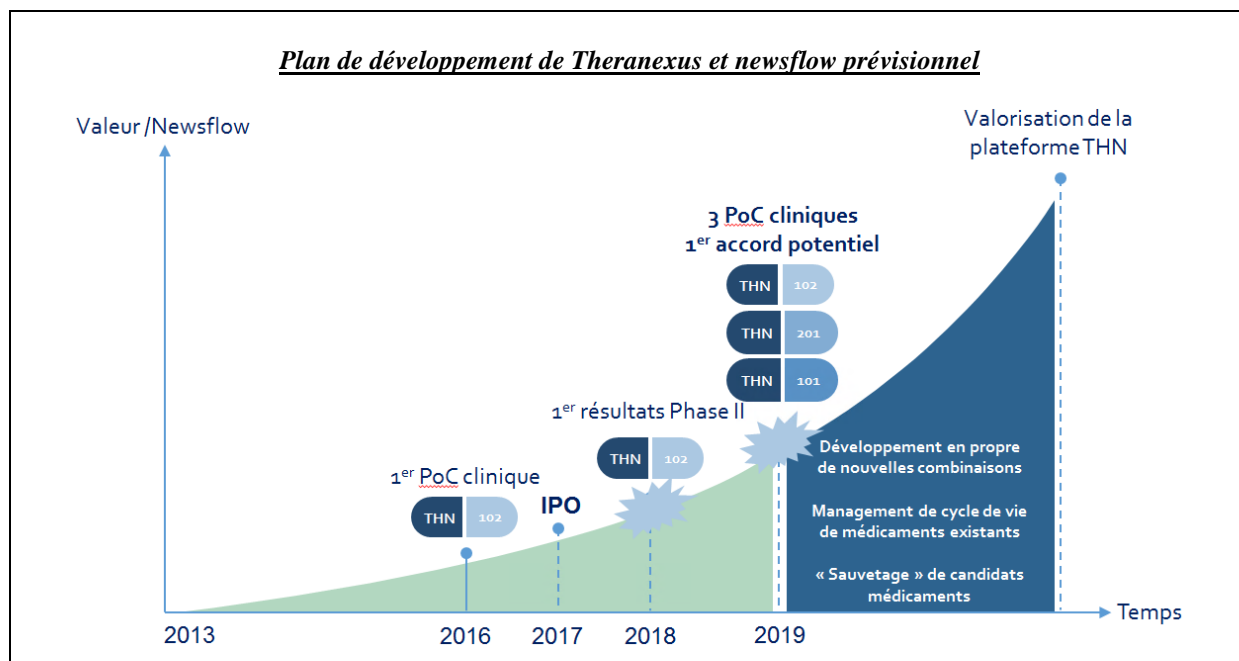 Plan de développement de Theranexus et newsflow prévisionnel
Valeur /Newsflow
Valorisation de la
plateforme THN
3 PoC cliniques
1er accord potentiel
THN 102
THN 201
THN 101
1er résultats Phase II
THN 102
1er PoC clinique
THN 102
IPO
Développement en propre
de nouvelles combinaisons
Management de cycle de vie
de médicaments existants
« Sauvetage » de candidats
médicaments
Temps
2013
2016
2017
2018
2019